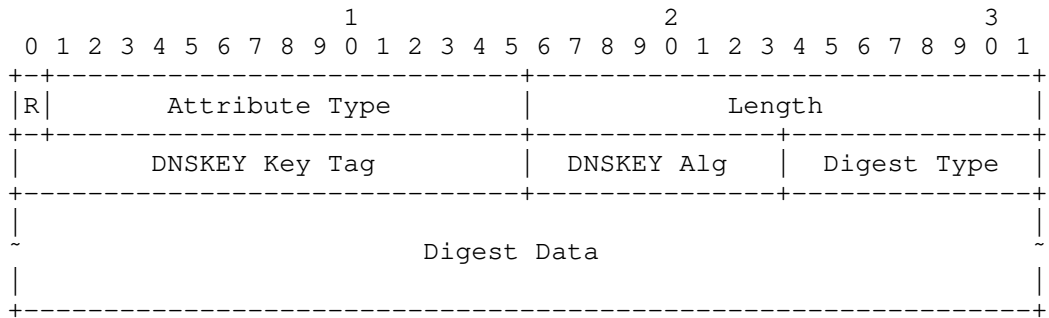 1                   2                   3
 0 1 2 3 4 5 6 7 8 9 0 1 2 3 4 5 6 7 8 9 0 1 2 3 4 5 6 7 8 9 0 1
+-+-----------------------------+-------------------------------+
|R|       Attribute Type        |            Length             |
+-+-----------------------------+---------------+---------------+
|        DNSKEY Key Tag         |  DNSKEY Alg   |  Digest Type  |
+-------------------------------+---------------+---------------+
|                                                               |
~                         Digest Data                           ~
|                                                               |
+---------------------------------------------------------------+